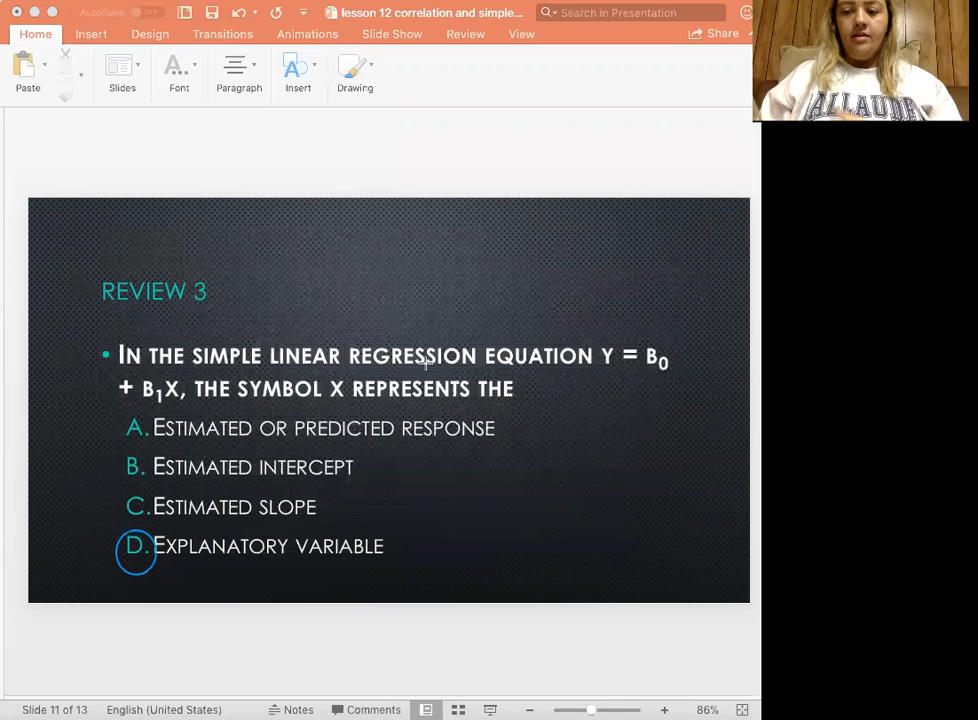 AutoSave OFF
lesson 12 correlation and simple...
Search in Presentation
Home Insert Design Transitions Animations Slide Show Review View Share
Paste Slides Font Paragraph Insert Drawing
ALLAUDE
REVIEW 3
• IN THE SIMPLE LINEAR REGRESSION EQUATION Y = B0
+ B1X, THE SYMBOL X REPRESENTS THE
A. ESTIMATED OR PREDICTED RESPONSE
B. ESTIMATED INTERCEPT
C. ESTIMATED SLOPE
D. EXPLANATORY VARIABLE
Slide 11 of 13 English (United States) Notes Comments 86%